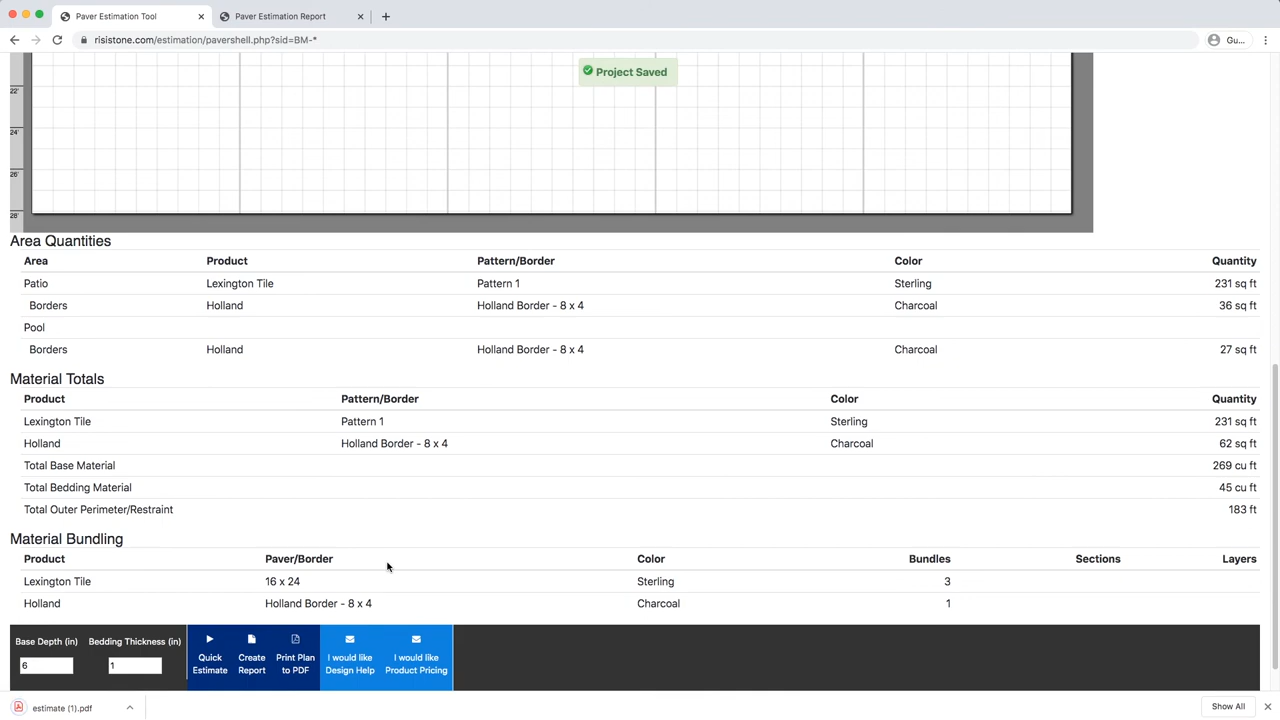 Paver Estimation Tool
Paver Estimation Report
risistone.com/estimation/pavershell.php?sid=BM-*
Gu...
Project Saved
22'
24'
26'
28'
Area Quantities
Area Product Pattern/Border Color Quantity
Patio Lexington Tile Pattern 1 Sterling 231 sq ft
Borders Holland Holland Border - 8 x 4 Charcoal 36 sq ft
Pool
Borders Holland Holland Border - 8 x 4 Charcoal 27 sq ft
Material Totals
Product Pattern/Border Color Quantity
Lexington Tile Pattern 1 Sterling 231 sq ft
Holland Holland Border - 8 x 4 Charcoal 62 sq ft
Total Base Material 269 cu ft
Total Bedding Material 45 cu ft
Total Outer Perimeter/Restraint 183 ft
Material Bundling
Product Paver/Border Color Bundles Sections Layers
Lexington Tile 16 x 24 Sterling 3
Holland Holland Border - 8 x 4 Charcoal 1
Base Depth (in) Bedding Thickness (in)
6 1
Quick Estimate
Create Report
Print Plan to PDF
I would like Design Help
I would like Product Pricing
estimate (1).pdf
Show All